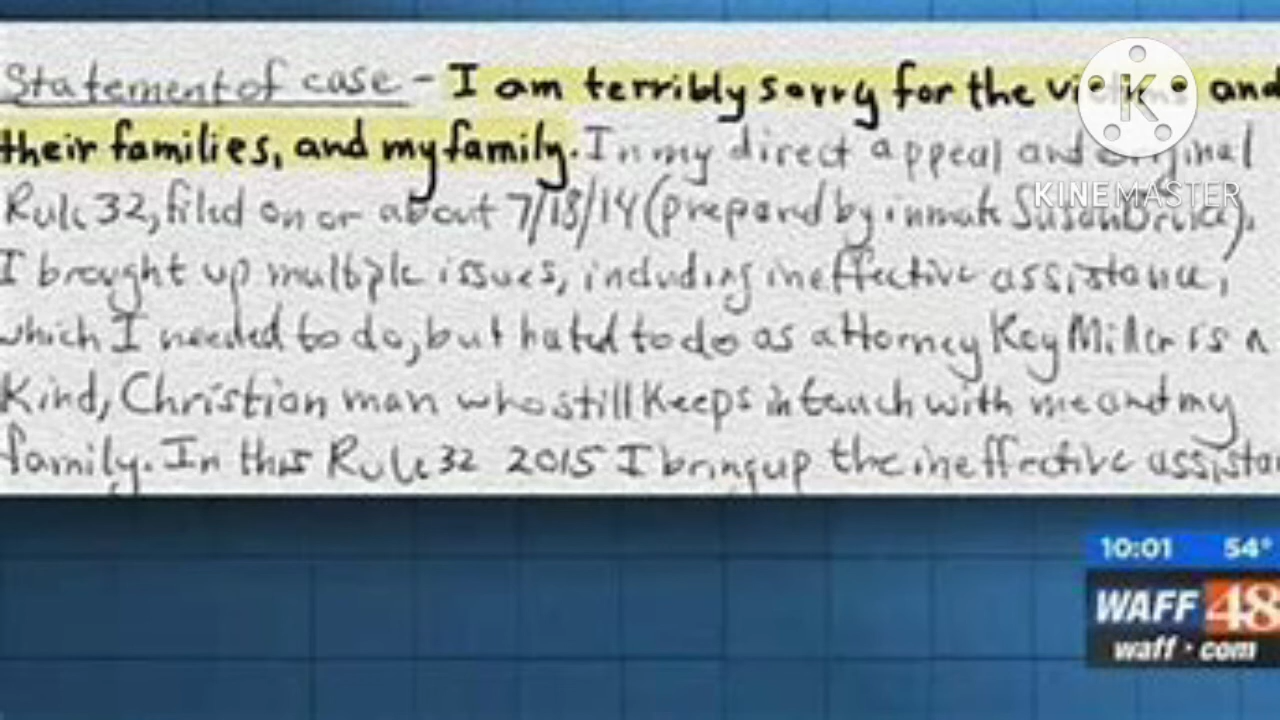 Statement of case - I am terribly sorry for the victims and
their families, and my family. In my direct appeal and original
Rule 32, filed on or about 7/18/14 (prepared by inmate Susan
I brought up multiple issues, including ineffective assistance,
which I needed to do, but hated to do as attorney Miller is a
Kind, Christian man who still keeps in touch with me and my
family. In this Rule 32 2015 I bring up the ineffective
K
KINEMASTER
10:01 54°
WAFF 48
waff.com